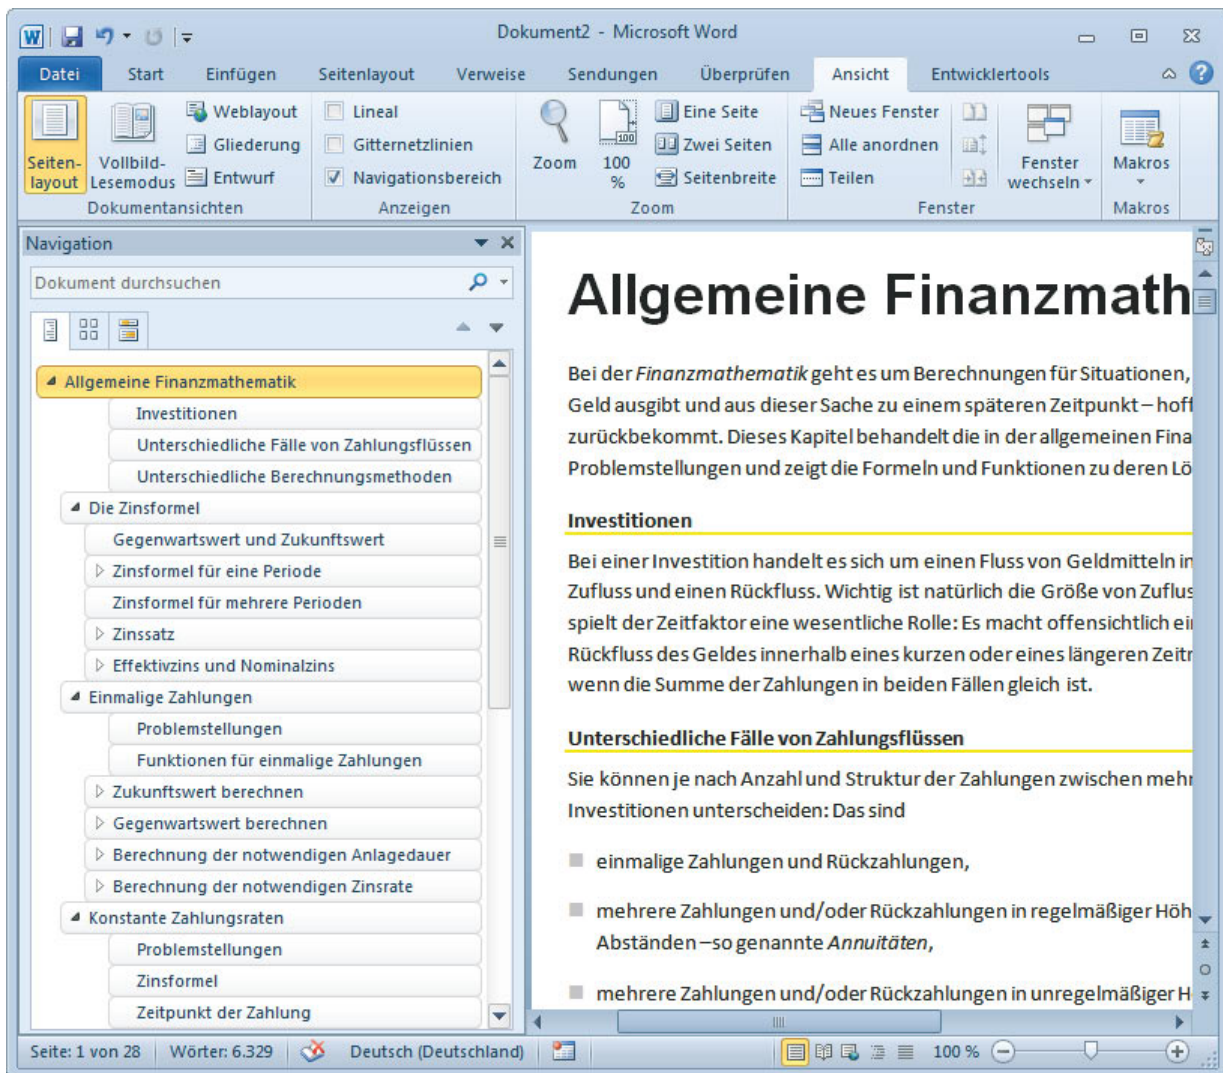 Dokument2 - Microsoft Word
Datei Start Einfügen Seitenlayout Verweise Sendungen Überprüfen Ansicht Entwicklertools
Seiten-
layout
Vollbild-
Lesemodus
Weblayout
Gliederung
Entwurf
Dokumentansichten
Lineal
Gitternetzlinien
Navigationsbereich
Anzeigen
Zoom
100
100
%
Eine Seite
Zwei Seiten
Seitenbreite
Zoom
Neues Fenster
Alle anordnen
Teilen
Fenster
wechseln
Fenster
Makros
Makros
Navigation
Dokument durchsuchen
Allgemeine Finanzmathematik
Investitionen
Unterschiedliche Fälle von Zahlungsflüssen
Unterschiedliche Berechnungsmethoden
Die Zinsformel
Gegenwartswert und Zukunftswert
Zinsformel für eine Periode
Zinsformel für mehrere Perioden
Zinssatz
Effektivzins und Nominalzins
Einmalige Zahlungen
Problemstellungen
Funktionen für einmalige Zahlungen
Zukunftswert berechnen
Gegenwartswert berechnen
Berechnung der notwendigen Anlagedauer
Berechnung der notwendigen Zinsrate
Konstante Zahlungsraten
Problemstellungen
Zinsformel
Zeitpunkt der Zahlung
Allgemeine Finanzmath
Bei der Finanzmathematik geht es um Berechnungen für Situationen,
Geld ausgibt und aus dieser Sache zu einem späteren Zeitpunkt – hoff
zurückbekommt. Dieses Kapitel behandelt die in der allgemeinen Fina
Problemstellungen und zeigt die Formeln und Funktionen zu deren Lö
Investitionen
Bei einer Investition handelt es sich um einen Fluss von Geldmitteln in
Zufluss und einen Rückfluss. Wichtig ist natürlich die Größe von Zuflus
spielt der Zeitfaktor eine wesentliche Rolle: Es macht offensichtlich ei
Rückfluss des Geldes innerhalb eines kurzen oder eines längeren Zeitr
wenn die Summe der Zahlungen in beiden Fällen gleich ist.
Unterschiedliche Fälle von Zahlungsflüssen
Sie können je nach Anzahl und Struktur der Zahlungen zwischen mehr
Investitionen unterscheiden: Das sind
einmalige Zahlungen und Rückzahlungen,
mehrere Zahlungen und/oder Rückzahlungen in regelmäßiger Höh
Abständen –so genannte Annuitäten,
mehrere Zahlungen und/oder Rückzahlungen in unregelmäßiger H
Seite: 1 von 28 Wörter: 6.329 Deutsch (Deutschland) 100 %